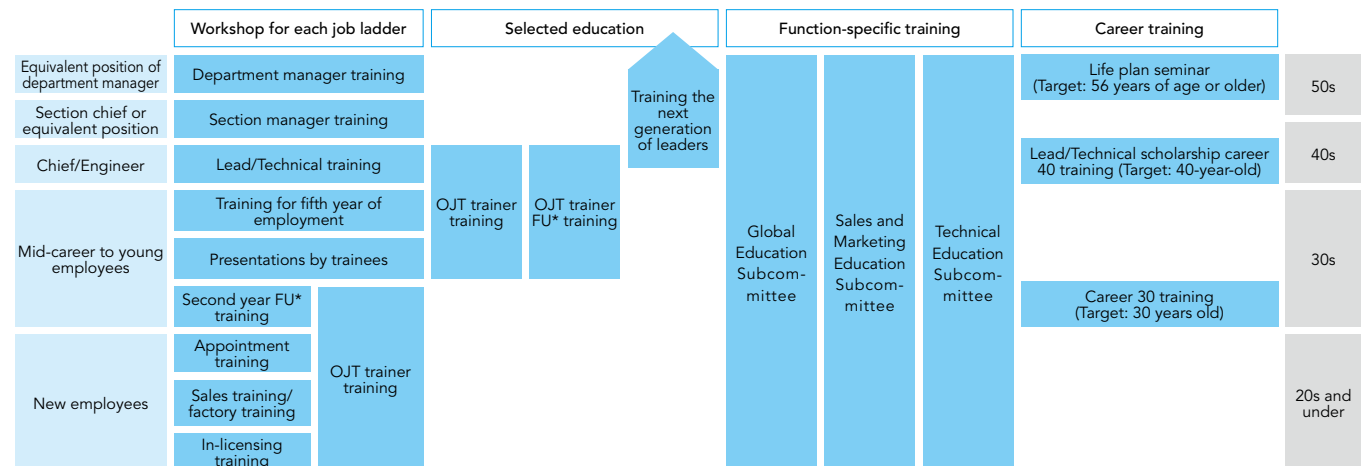 Workshop for each job ladder
Selected education
Function-specific training
Career training
Equivalent position of
department manager
Department manager training
Section chief or
equivalent position
Section manager training
Chief/Engineer
Lead/Technical training
Mid-career to young
employees
Training for fifth year of
employment
Presentations by trainees
Second year FU*
training
New employees
Appointment
training
Sales training/
factory training
In-licensing
training
OJT trainer
training
OJT trainer
training
OJT trainer
FU* training
Training the
next
generation
of leaders
Global
Education
Subcom-
mittee
Sales and
Marketing
Education
Subcom-
mittee
Technical
Education
Subcom-
mittee
Life plan seminar
(Target: 56 years of age or older)
Lead/Technical scholarship career
40 training (Target: 40-year-old)
Career 30 training
(Target: 30 years old)
50s
40s
30s
20s and
under